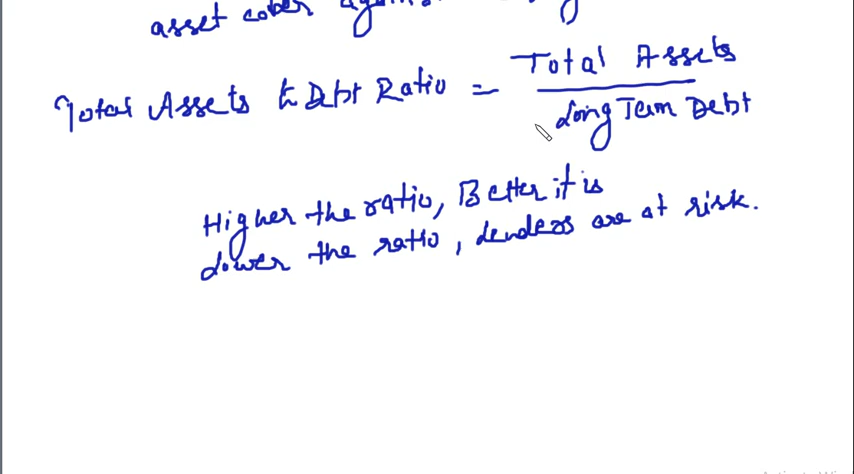 asset cover
Total Assets to Debt Ratio = Total Assets
Long Term Debt
Higher the ratio, Better it is
Lower the ratio, Lenders are at risk.